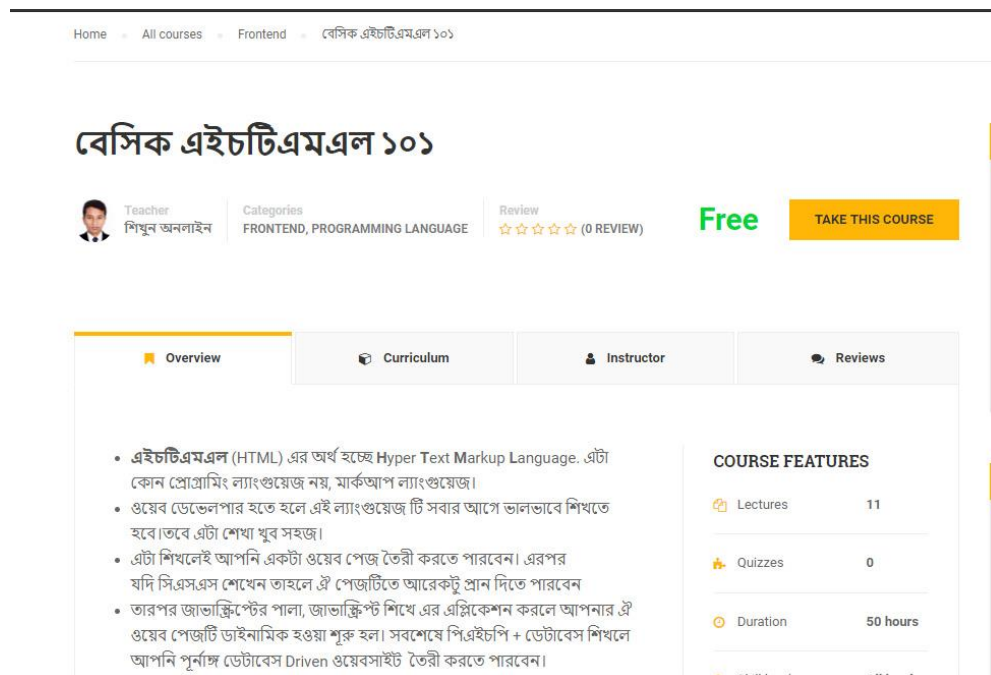 Home All courses Frontend বেসিক এইচটিএমএল ১০১
বেসিক এইচটিএমএল ১০১
Teacher
শিখুন অনলাইন
Categories
FRONTEND, PROGRAMMING LANGUAGE
Review
(0 REVIEW)
Free
TAKE THIS COURSE
Overview
Curriculum
Instructor
Reviews
এইচটিএমএল (HTML) এর অর্থ হচ্ছে Hyper Text Markup Language. এটা
কোন প্রোগ্রামিং ল্যাংগুয়েজ নয়, মার্কআপ ল্যাংগুয়েজ।
ওয়েব ডেভেলপার হতে হলে এই ল্যাংগুয়েজ টি সবার আগে ভালভাবে শিখতে
হবে।তবে এটা শেখা খুব সহজ।
এটা শিখলেই আপনি একটা ওয়েব পেজ তৈরী করতে পারবেন। এরপর
যদি সিএসএস শেখেন তাহলে ঐ পেজটিতে আরেকটু প্রান দিতে পারবেন
তারপর জাভাস্ক্রিপ্টের পালা, জাভাস্ক্রিপ্ট শিখে এর এপ্লিকেশন করলে আপনার ঐ
ওয়েব পেজটি ডাইনামিক হওয়া শূরু হল। সবশেষে পিএইচপি + ডেটাবেস শিখলে
আপনি পূর্নাঙ্গ ডেটাবেস Driven ওয়েবসাইট তৈরী করতে পারবেন।
COURSE FEATURES
Lectures 11
Quizzes 0
Duration 50 hours